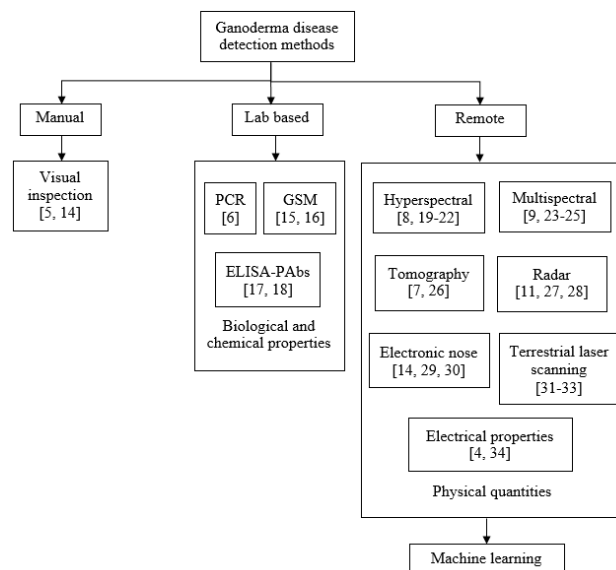 Ganoderma disease
detection methods
Manual
Lab based
Remote
Visual
inspection
[5, 14]
PCR
[6]
GSM
[15, 16]
ELISA-PAbs
[17, 18]
Biological and
chemical properties
Hyperspectral
[8, 19-22]
Multispectral
[9, 23-25]
Tomography
[7, 26]
Radar
[11, 27, 28]
Electronic nose
[14, 29, 30]
Terrestrial laser
scanning
[31-33]
Electrical properties
[4, 34]
Physical quantities
Machine learning